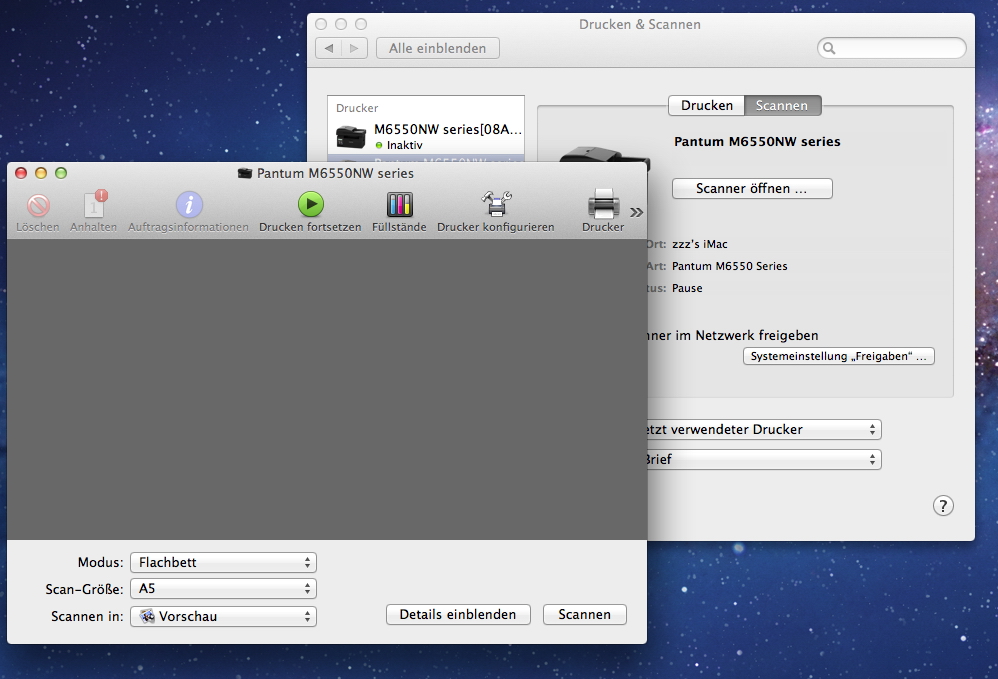 Drucken & Scannen
Alle einblenden
Drucker
M6550NW series[08A...
Inaktiv
Drucken
Scannen
Pantum M6550NW series
Scanner öffnen ...
Ort: zzz's iMac
Art: Pantum M6550 Series
tus: Pause
nner im Netzwerk freigeben
Systemeinstellung „Freigaben“ ...
etzt verwendeter Drucker
Brief
?
Pantum M6550NW series
Löschen
Anhalten
Auftragsinformationen
Drucken fortsetzen
Füllstände
Drucker konfigurieren
Drucker
Modus: Flachbett
Scan-Größe: A5
Scannen in: Vorschau
Details einblenden
Scannen